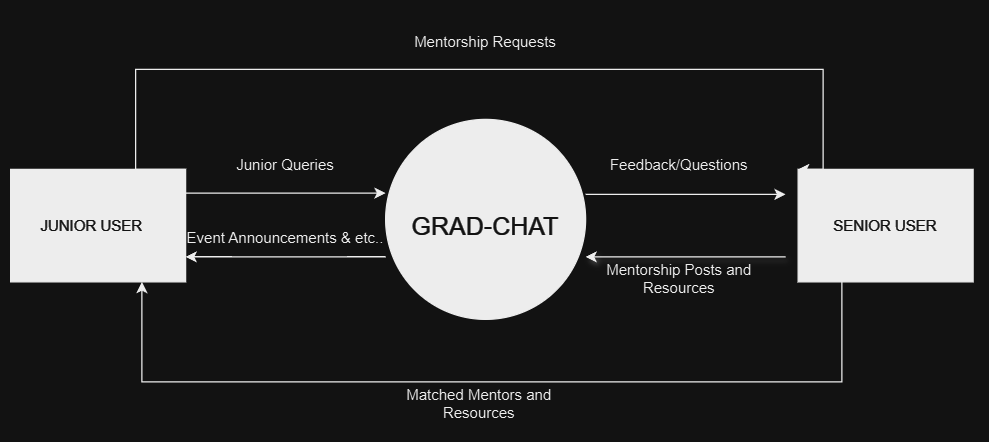 Mentorship Requests
Junior Queries
Feedback/Questions
JUNIOR USER
GRAD-CHAT
SENIOR USER
Event Announcements & etc..
Mentorship Posts and
Resources
Matched Mentors and
Resources